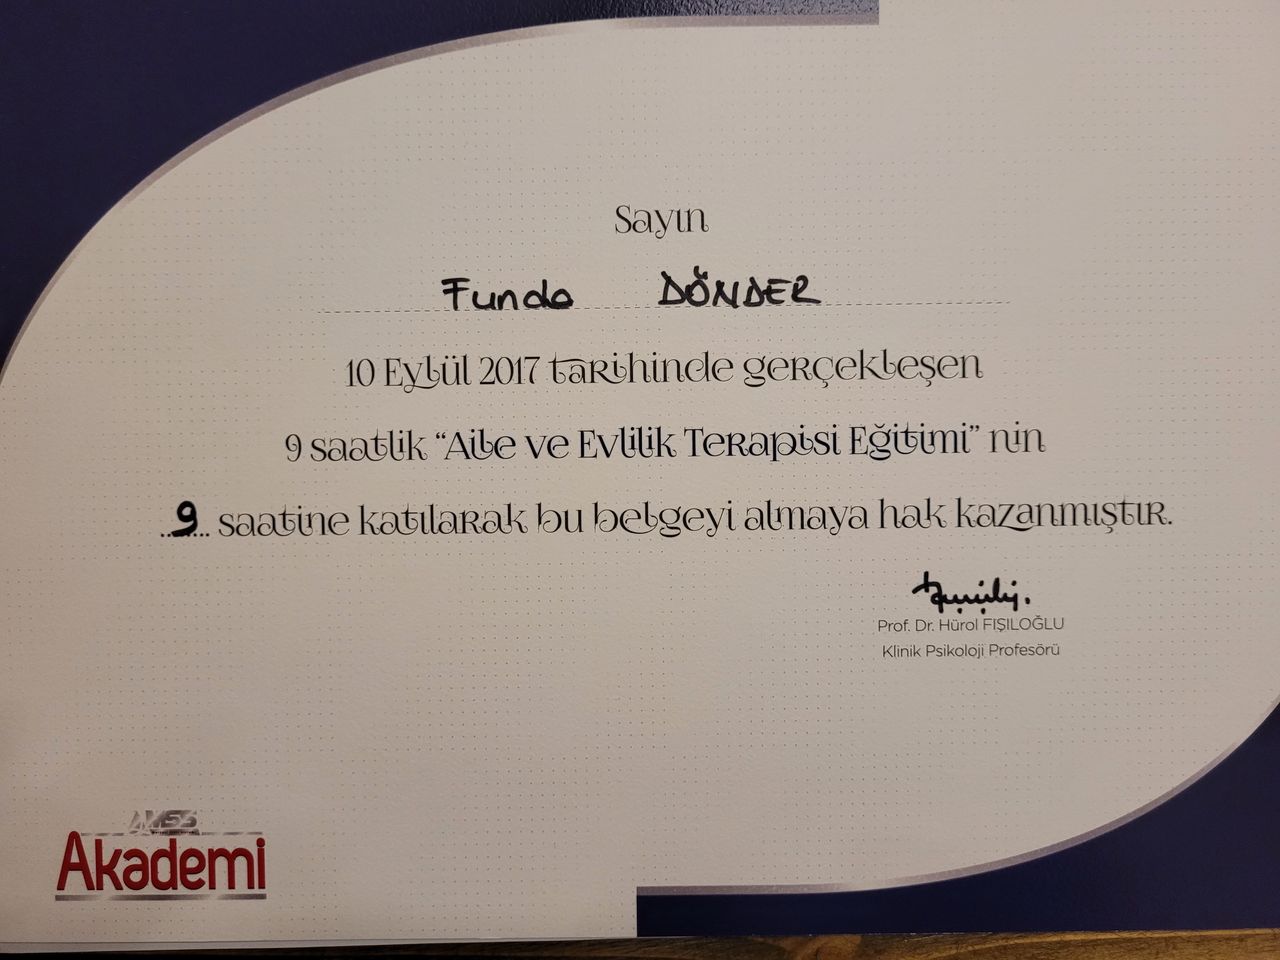 Sayın
Funda DÖNDER
10 Eylül 2017 tarihinde gerçekleşen
9 saatlik “Aile ve Evlilik Terapisi Eğitimi” nin
..9.. saatine katılarak bu belgeyi almaya hak kazanmıştır.
Prof. Dr. Hürol FIŞILOĞLU
Klinik Psikoloji Profesörü
Akademi